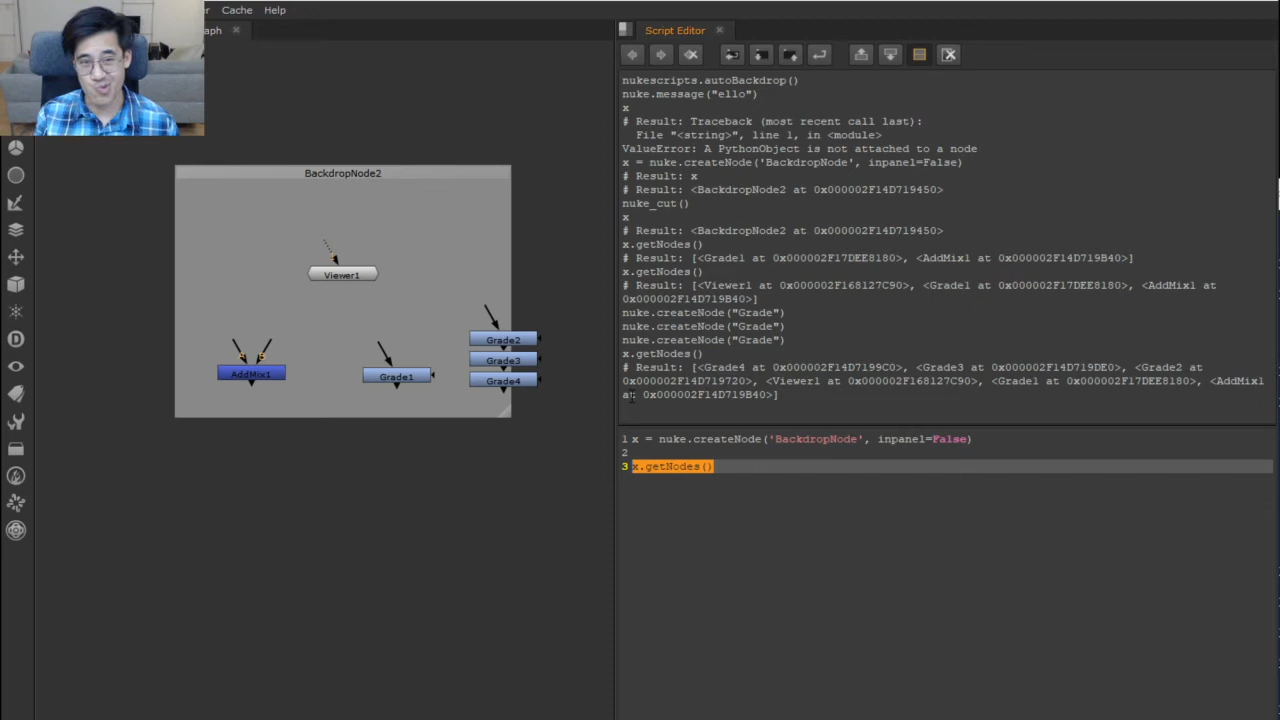 Cache Help
Script Editor
nukescripts.autoBackdrop()
nuke.message("ello")
x
# Result: Traceback (most recent call last):
File "<string>", line 1, in <module>
ValueError: A PythonObject is not attached to a node
x = nuke.createNode('BackdropNode', inpanel=False)
# Result: x
# Result: <BackdropNode2 at 0x000002F14D719450>
nuke_cut()
x
# Result: <BackdropNode2 at 0x000002F14D719450>
x.getNodes()
# Result: [<Grade1 at 0x000002F17DEE8180>, <AddMix1 at 0x000002F14D719B40>]
x.getNodes()
# Result: [<Viewer1 at 0x000002F168127C90>, <Grade1 at 0x000002F17DEE8180>, <AddMix1 at
0x000002F14D719B40>]
nuke.createNode("Grade")
nuke.createNode("Grade")
nuke.createNode("Grade")
x.getNodes()
# Result: [<Grade4 at 0x000002F14D7199C0>, <Grade3 at 0x000002F14D719DE0>, <Grade2 at
0x000002F14D719720>, <Viewer1 at 0x000002F168127C90>, <Grade1 at 0x000002F17DEE8180>, <AddMix1
at 0x000002F14D719B40>]
1 x = nuke.createNode('BackdropNode', inpanel=False)
2
3 x.getNodes()
BackdropNode2
Viewer1
Grade2
Grade3
AddMix1
Grade1
Grade4